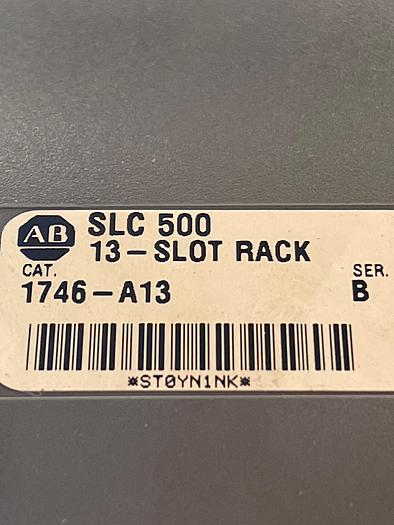 AB SLC 500
13-SLOT RACK
CAT. SER.
1746-A13 B
*ST0YN1NK*